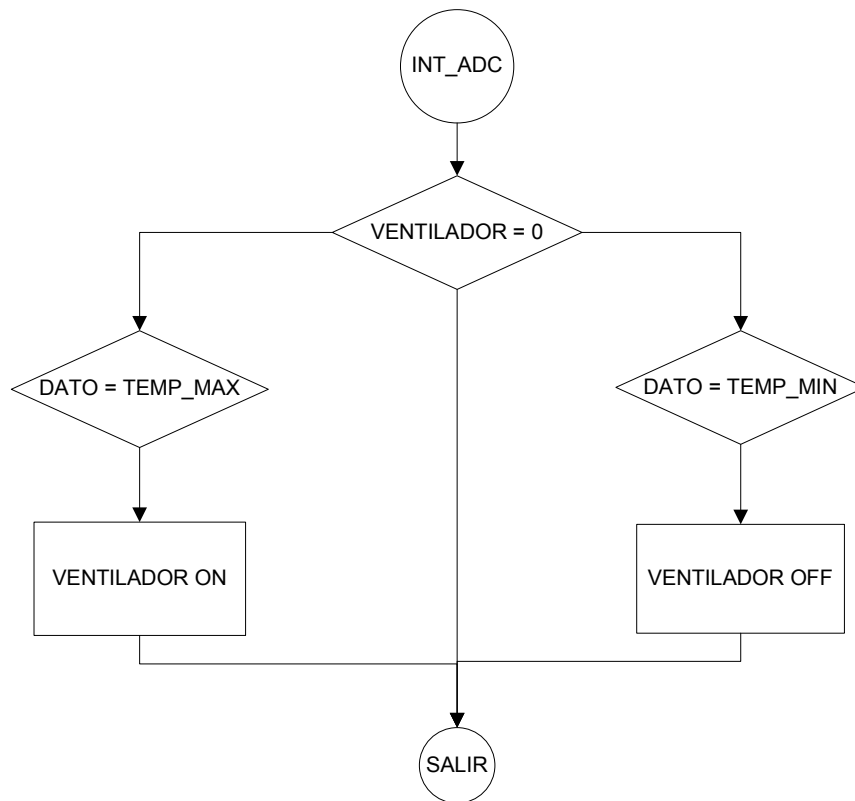 INT_ADC
VENTILADOR = 0
DATO = TEMP_MAX
DATO = TEMP_MIN
VENTILADOR ON
VENTILADOR OFF
SALIR